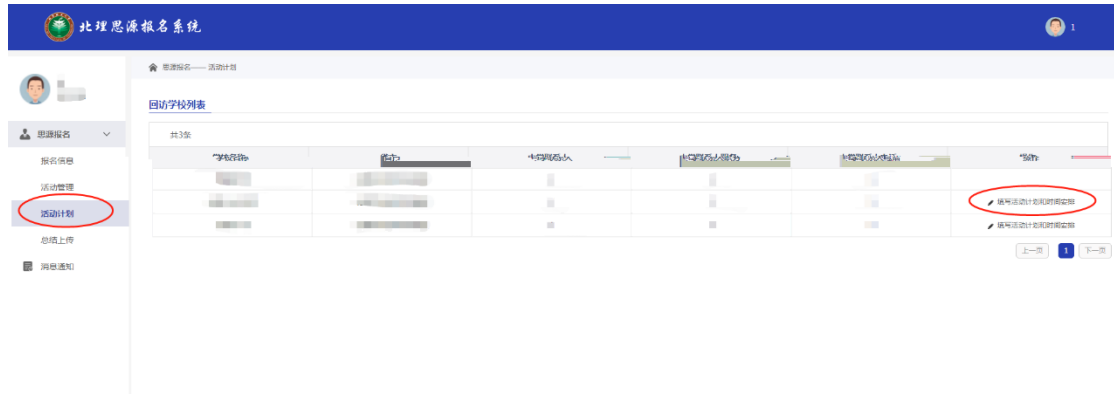 北理思源报名系统
1
思源报名—— 活动计划
回访学校列表
思源报名
共3条
报名信息
活动管理
填写活动计划和时间安排
活动计划
填写活动计划和时间安排
总结上传
上一页 1 下一页
消息通知